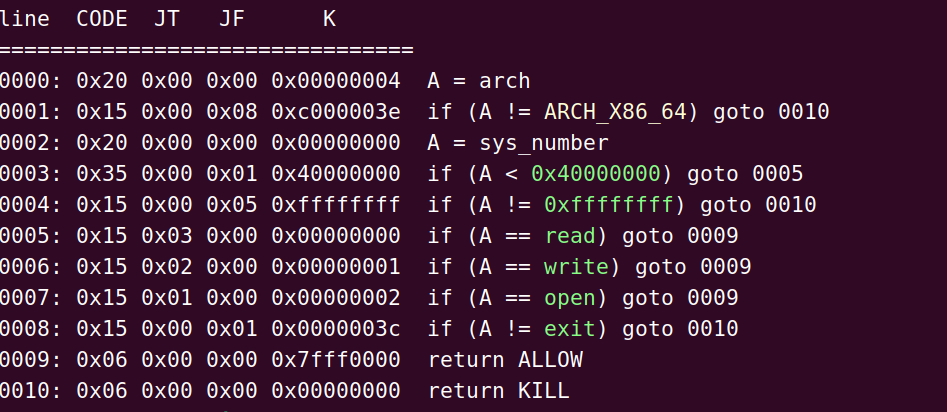 line  CODE  JT   JF      K
================================
0000: 0x20 0x00 0x00 0x00000004  A = arch
0001: 0x15 0x00 0x08 0xc000003e  if (A != ARCH_X86_64) goto 0010
0002: 0x20 0x00 0x00 0x00000000  A = sys_number
0003: 0x35 0x00 0x01 0x40000000  if (A < 0x40000000) goto 0005
0004: 0x15 0x00 0x05 0xffffffff  if (A != 0xffffffff) goto 0010
0005: 0x15 0x03 0x00 0x00000000  if (A == read) goto 0009
0006: 0x15 0x02 0x00 0x00000001  if (A == write) goto 0009
0007: 0x15 0x01 0x00 0x00000002  if (A == open) goto 0009
0008: 0x15 0x00 0x01 0x0000003c  if (A != exit) goto 0010
0009: 0x06 0x00 0x00 0x7fff0000  return ALLOW
0010: 0x06 0x00 0x00 0x00000000  return KILL